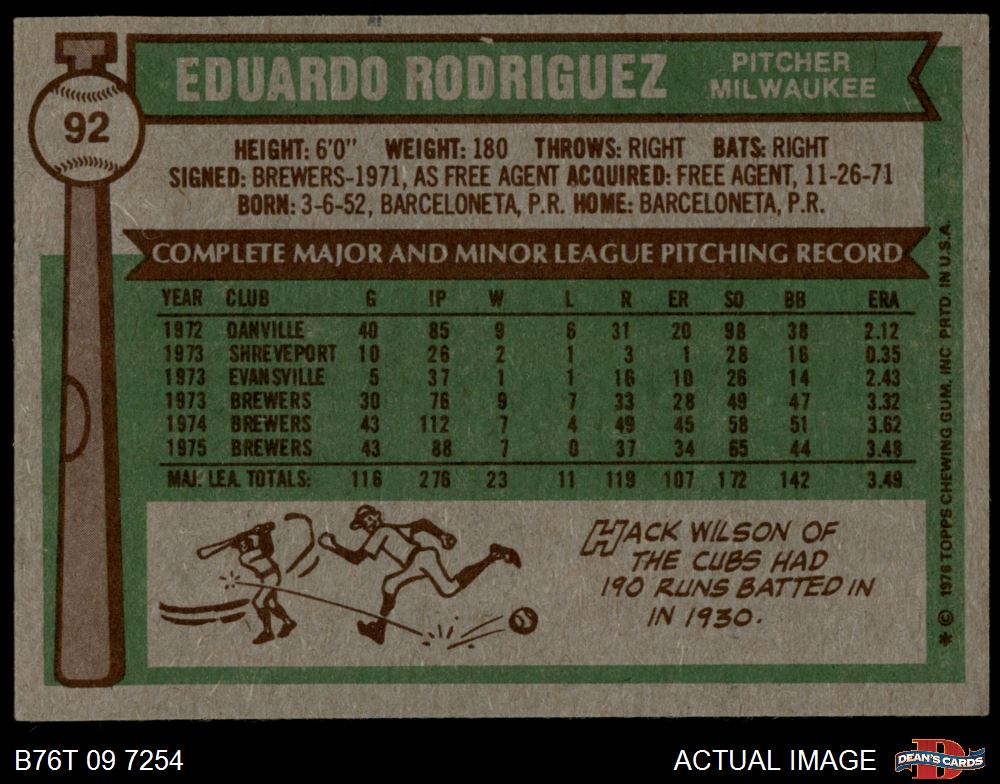 92
EDUARDO RODRIGUEZ
PITCHER
MILWAUKEE
HEIGHT: 6'0" WEIGHT: 180 THROWS: RIGHT BATS: RIGHT
SIGNED: BREWERS-1971, AS FREE AGENT ACQUIRED: FREE AGENT, 11-26-71
BORN: 3-6-52, BARCELONETA, P.R. HOME: BARCELONETA, P.R.
COMPLETE MAJOR AND MINOR LEAGUE PITCHING RECORD
YEAR CLUB G IP W L R ER SO BB ERA
1972 DANVILLE 40 85 9 6 31 20 98 38 2.12
1973 SHREVEPORT 10 26 2 1 3 1 28 16 0.35
1973 EVANSVILLE 5 37 1 1 16 10 26 14 2.43
1973 BREWERS 30 76 9 7 33 28 49 47 3.32
1974 BREWERS 43 112 7 4 49 45 58 51 3.62
1975 BREWERS 43 88 7 0 37 34 65 44 3.48
MAJ. LEA. TOTALS: 116 276 23 11 119 107 172 142 3.49
HACK WILSON OF
THE CUBS HAD
190 RUNS BATTED IN
IN 1930.
* © 1976 TOPPS CHEWING GUM, INC PRTD. IN U.S.A.
B76T 09 7254
ACTUAL IMAGE
D
DEAN'S CARDS